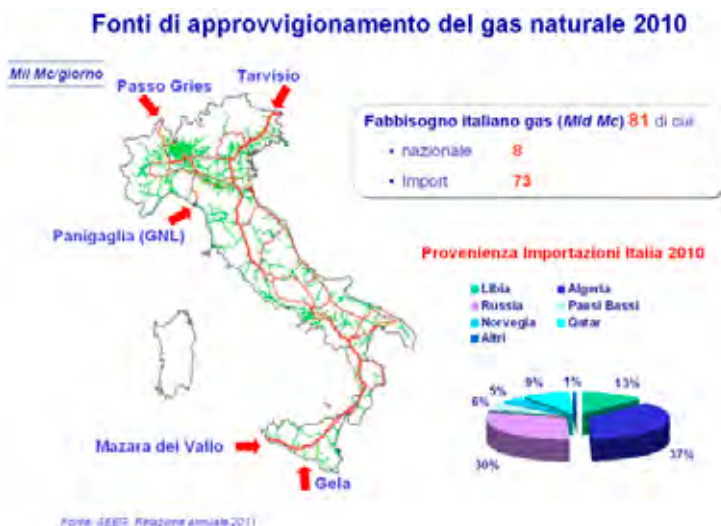 Fonti di approvvigionamento del gas naturale 2010
Mil Mc/giorno
Passo Gries
Tarvisio
Fabbisogno italiano gas (Mld Mc) 81 di cui
• nazionale 8
• Import 73
Panigaglia (GNL)
Provenienza Importazioni Italia 2010
Libia Algeria
Russia Paesi Bassi
Norvegia Qatar
Altri
5% 9% 1% 13%
6%
30% 37%
Mazara del Vallo
Gela
Fonte: AEEG, Relazione annuale 2011